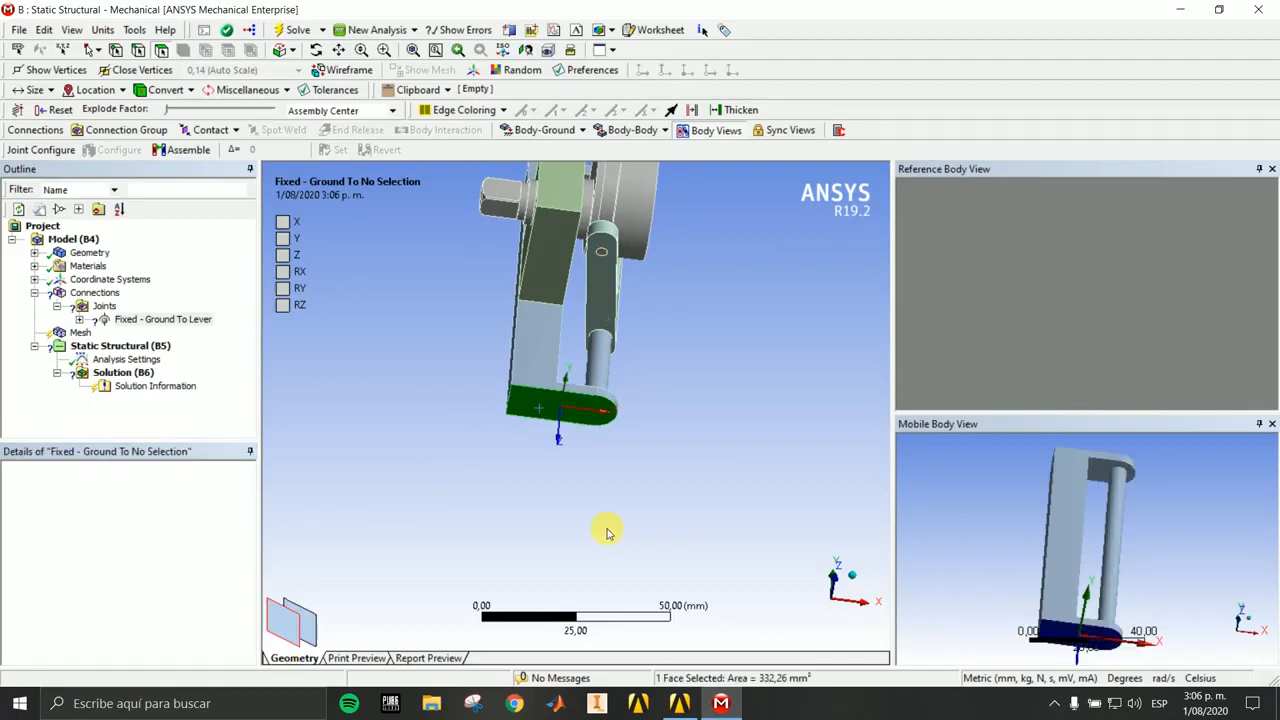 B : Static Structural - Mechanical [ANSYS Mechanical Enterprise]
File Edit View Units Tools Help Solve New Analysis ?/Show Errors Worksheet
Show Vertices Close Vertices 0,14 (Auto Scale) Wireframe Show Mesh Random Preferences
Size Location Convert Miscellaneous Tolerances Clipboard [Empty]
Reset Explode Factor: Assembly Center Edge Coloring Thicken
Connections Connection Group Contact Spot Weld End Release Body Interaction Body-Ground Body-Body Body Views Sync Views
Joint Configure Configure Assemble Δ= 0 Set Revert
Outline
Filter: Name
Project
Model (B4)
Geometry
Materials
Coordinate Systems
Connections
Joints
Fixed - Ground To Lever
Mesh
Static Structural (B5)
Analysis Settings
Solution (B6)
Solution Information
Details of "Fixed - Ground To No Selection"
Fixed - Ground To No Selection
1/08/2020 3:06 p. m.
X
Y
Z
RX
RY
RZ
ANSYS
R19.2
Y
Z
Y
Z
X
0,00 50,00 (mm)
25,00
Geometry Print Preview Report Preview
Reference Body View
Mobile Body View
Y
X
0,00 40,00
Z
X
No Messages 1 Face Selected: Area = 332,26 mm² Metric (mm, kg, N, s, mV, mA) Degrees rad/s Celsius
Escribe aquí para buscar
ESP
3:06 p. m.
1/08/2020